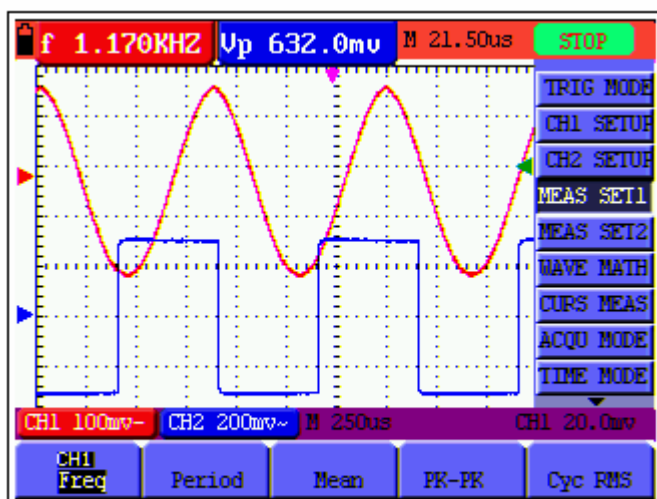 f 1.170KHZ Vp 632.0mv M 21.50us STOP
TRIG MODE
CH1 SETUP
CH2 SETUP
MEAS SET1
MEAS SET2
WAVE MATH
CURS MEAS
ACQU MODE
TIME MODE
CH1 100mv- CH2 200mv~ M 250us CH1 20.0mv
CH1
Freq Period Mean PK-PK Cyc RMS